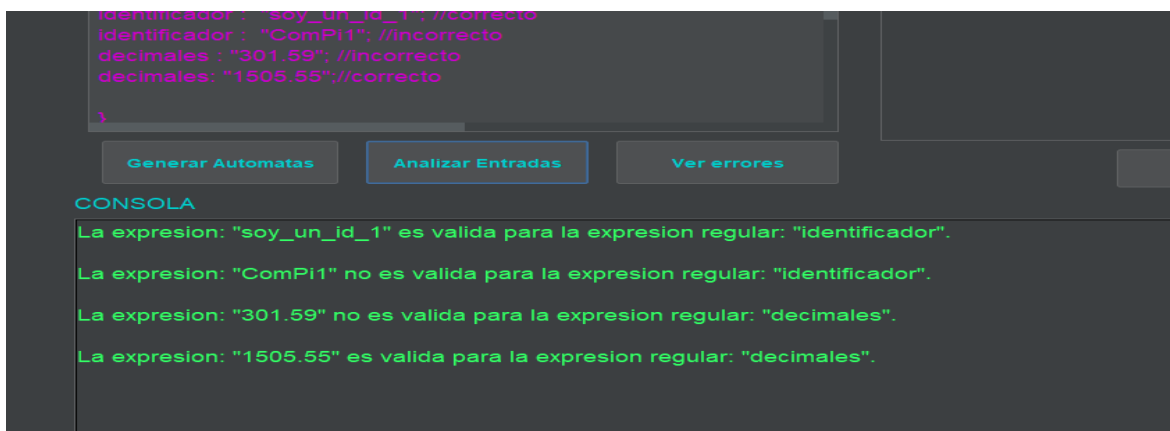 identificador : "soy_un_id_1"; //correcto
identificador : "ComPi1"; //incorrecto
decimales : "301.59"; //incorrecto
decimales: "1505.55";//correcto
}
Generar Automatas
Analizar Entradas
Ver errores
CONSOLA
La expresion: "soy_un_id_1" es valida para la expresion regular: "identificador".
La expresion: "ComPi1" no es valida para la expresion regular: "identificador".
La expresion: "301.59" no es valida para la expresion regular: "decimales".
La expresion: "1505.55" es valida para la expresion regular: "decimales".